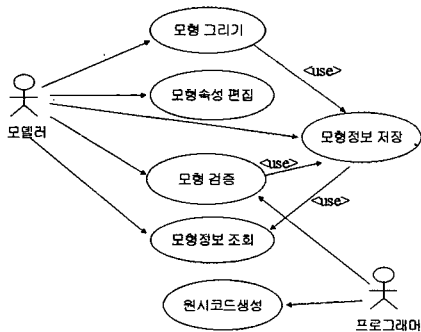 모형 그리기
<use>
모형속성 편집
모델러
모형정보 저장
<use>
모형 검증
<use>
모형정보 조회
원시코드생성
프로그래머